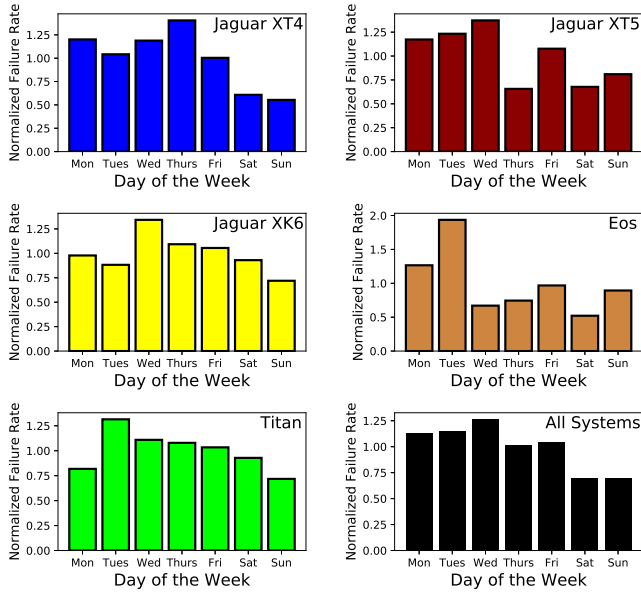 Jaguar XT4
Normalized Failure Rate
1.25
1.00
0.75
0.50
0.25
0.00
Mon Tues Wed Thurs Fri Sat Sun
Day of the Week
Jaguar XT5
Normalized Failure Rate
1.25
1.00
0.75
0.50
0.25
0.00
Mon Tues Wed Thurs Fri Sat Sun
Day of the Week
Jaguar XK6
Normalized Failure Rate
1.25
1.00
0.75
0.50
0.25
0.00
Mon Tues Wed Thurs Fri Sat Sun
Day of the Week
Eos
Normalized Failure Rate
2.0
1.5
1.0
0.5
0.0
Mon Tues Wed Thurs Fri Sat Sun
Day of the Week
Titan
Normalized Failure Rate
1.25
1.00
0.75
0.50
0.25
0.00
Mon Tues Wed Thurs Fri Sat Sun
Day of the Week
All Systems
Normalized Failure Rate
1.25
1.00
0.75
0.50
0.25
0.00
Mon Tues Wed Thurs Fri Sat Sun
Day of the Week